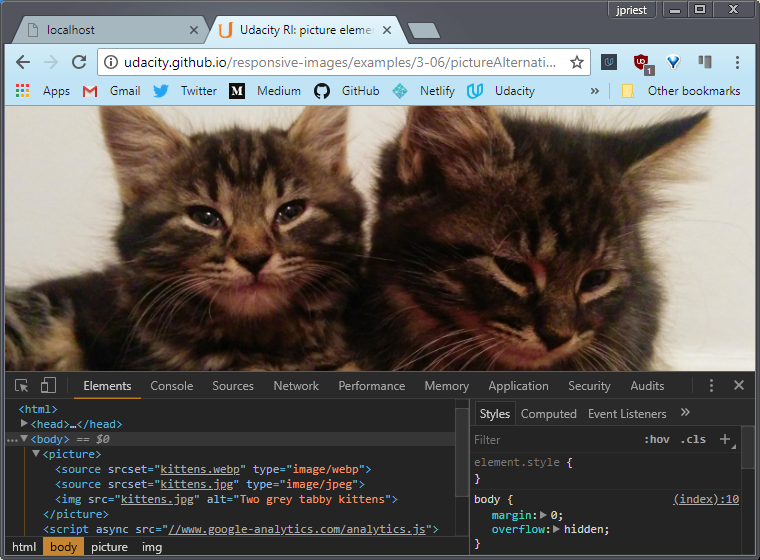 jpriest
localhost
Udacity RI: picture eleme
udacity.github.io/responsive-images/examples/3-06/pictureAlternati...
1
Apps Gmail Twitter Medium GitHub Netlify Udacity » Other bookmarks
Elements Console Sources Network Performance Memory Application Security Audits
<html>
<head>…</head>
<body> == $0
<picture>
<source srcset="kittens.webp" type="image/webp">
<source srcset="kittens.jpg" type="image/jpeg">
<img src="kittens.jpg" alt="Two grey tabby kittens">
</picture>
<script async src="//www.google-analytics.com/analytics.js">
html body picture img
Styles Computed Event Listeners »
Filter :hov .cls +
element.style {
}
body { (index):10
margin: 0;
overflow: hidden;
}